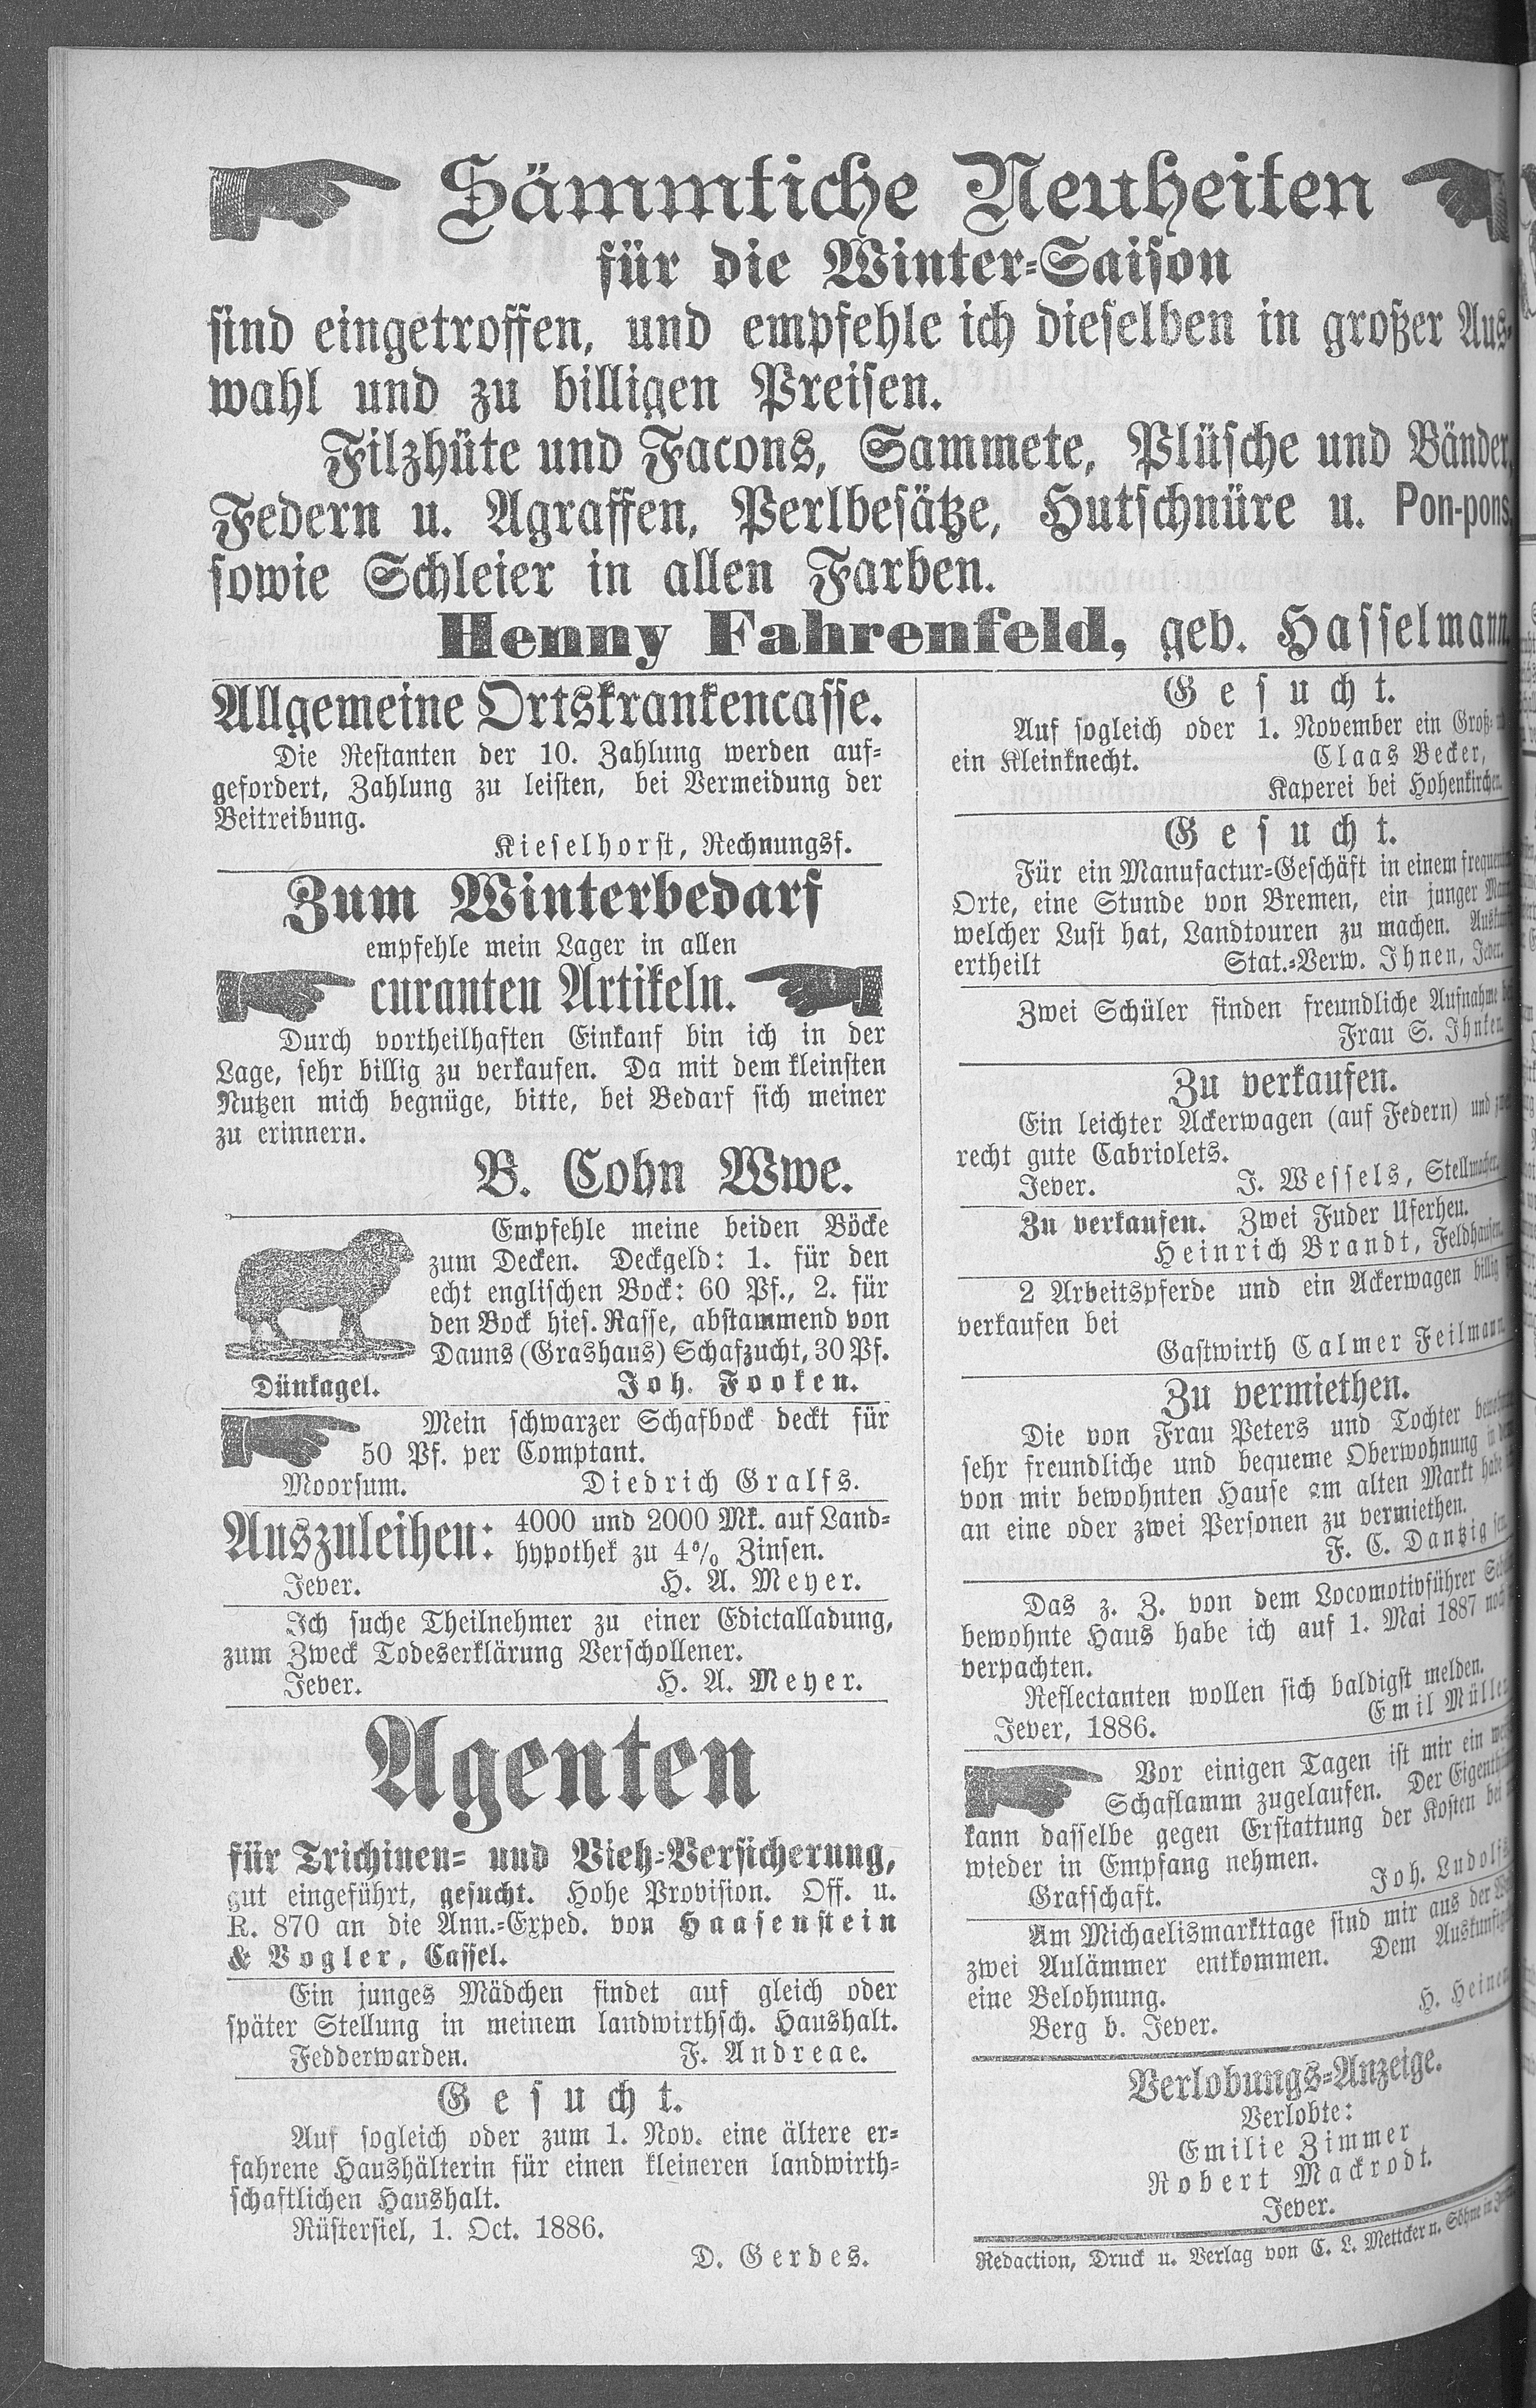 Sämmtliche Neuheiten
für die Winter-Saison
sind eingetroffen, und empfehle ich dieselben in großer Aus-
wahl und zu billigen Preisen.
Filzhüte und Facons, Sammete, Plüsche und Bänder,
Federn u. Agraffen, Perlbesätze, Hutschnüre u. Pon-pons,
sowie Schleier in allen Farben.
Henny Fahrenfeld, geb. Hasselmann.
Allgemeine Ortskrankencasse.
Die Restanten der 10. Zahlung werden auf-
gefordert, Zahlung zu leisten, bei Vermeidung der
Beitreibung.
Kieselhorst, Rechnungsf.
Zum Winterbedarf
empfehle mein Lager in allen
curanten Artikeln.
Durch vortheilhaften Einkauf bin ich in der
Lage, sehr billig zu verkaufen. Da mit dem kleinsten
Nutzen mich begnüge, bitte, bei Bedarf sich meiner
zu erinnern.
B. Cohn Wwe.
Empfehle meine beiden Böcke
zum Decken. Deckgeld: 1. für den
echt englischen Bock: 60 Pf., 2. für
den Bock hies. Rasse, abstammend von
Dauns (Grashaus) Schafzucht, 30 Pf.
Dünkagel. Joh. Fooken.
Mein schwarzer Schafbock deckt für
50 Pf. per Comptant.
Moorsum. Diedrich Gralfs.
Auszuleihen: 4000 und 2000 Mk. auf Land-
hypothek zu 4% Zinsen.
Jever. H. A. Meyer.
Ich suche Theilnehmer zu einer Edictalladung,
zum Zweck Todeserklärung Verschollener.
Jever. H. A. Meyer.
Agenten
für Trichinen- und Vieh-Versicherung,
gut eingeführt, gesucht. Hohe Provision. Off. u.
R. 870 an die Ann.-Exped. von Haasenstein
& Vogler, Cassel.
Ein junges Mädchen findet auf gleich oder
später Stellung in meinem landwirthsch. Haushalt.
Fedderwarden. F. Andreae.
Gesucht.
Auf sogleich oder zum 1. Nov. eine ältere er-
fahrene Haushälterin für einen kleineren landwirth-
schaftlichen Haushalt.
Rüstersiel, 1. Oct. 1886.
D. Gerdes.
Gesucht.
Auf sogleich oder 1. November ein Groß-
ein Kleinknecht. Claas Becker,
Kaperei bei Hohenkirchen.
Gesucht.
Für ein Manufactur-Geschäft in einem frequenten
Orte, eine Stunde von Bremen, ein junger Mann
welcher Lust hat, Landtouren zu machen. Auskunft
ertheilt Stat.-Verw. Ihnen, Jever.
Zwei Schüler finden freundliche Aufnahme bei
Frau S. Ihnken.
Zu verkaufen.
Ein leichter Ackerwagen (auf Federn) und zwei
recht gute Cabriolets.
Jever. J. Wessels, Stellmacher.
Zu verkaufen. Zwei Fuder Uferheu.
Heinrich Brandt, Feldhausen.
2 Arbeitspferde und ein Ackerwagen billig
verkaufen bei
Gastwirth Calmer Feilmann.
Zu vermiethen.
Die von Frau Peters und Tochter bewohnte
sehr freundliche und bequeme Oberwohnung in dem
von mir bewohnten Hause am alten Markt habe
an eine oder zwei Personen zu vermiethen.
F. C. Dantzig sen.
Das z. Z. von dem Locomotivführer
bewohnte Haus habe ich auf 1. Mai 1887 noch
verpachten.
Reflectanten wollen sich baldigst melden.
Jever, 1886. Emil Müller
Vor einigen Tagen ist mir ein
Schaflamm zugelaufen. Der Eigenthümer
kann dasselbe gegen Erstattung der Kosten bei
wieder in Empfang nehmen.
Grafschaft. Joh. Ludolfs
Am Michaelismarkttage sind mir aus der
zwei Aulämmer entkommen. Dem
eine Belohnung.
Berg b. Jever. H. Heinen
Verlobungs-Anzeige.
Verlobte:
Emilie Zimmer
Robert Mackrodt.
Jever.
Redaction, Druck u. Verlag von C. L. Mettcker u. Söhne in